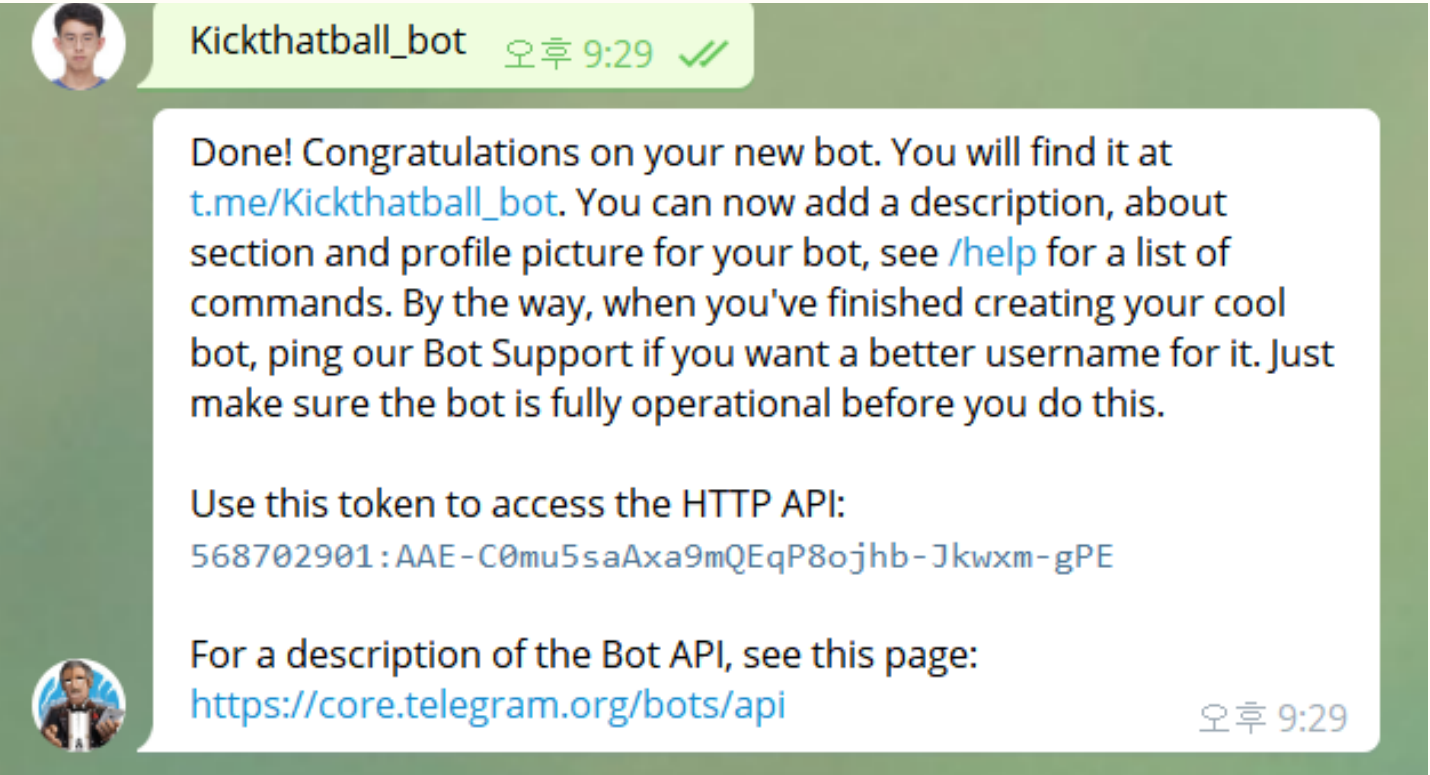 Kickthatball_bot 오후 9:29
Done! Congratulations on your new bot. You will find it at
t.me/Kickthatball_bot. You can now add a description, about
section and profile picture for your bot, see /help for a list of
commands. By the way, when you've finished creating your cool
bot, ping our Bot Support if you want a better username for it. Just
make sure the bot is fully operational before you do this.
Use this token to access the HTTP API:
568702901:AAE-C0mu5saAxa9mQEqP8ojhb-Jkwxm-gPE
For a description of the Bot API, see this page:
https://core.telegram.org/bots/api
오후 9:29